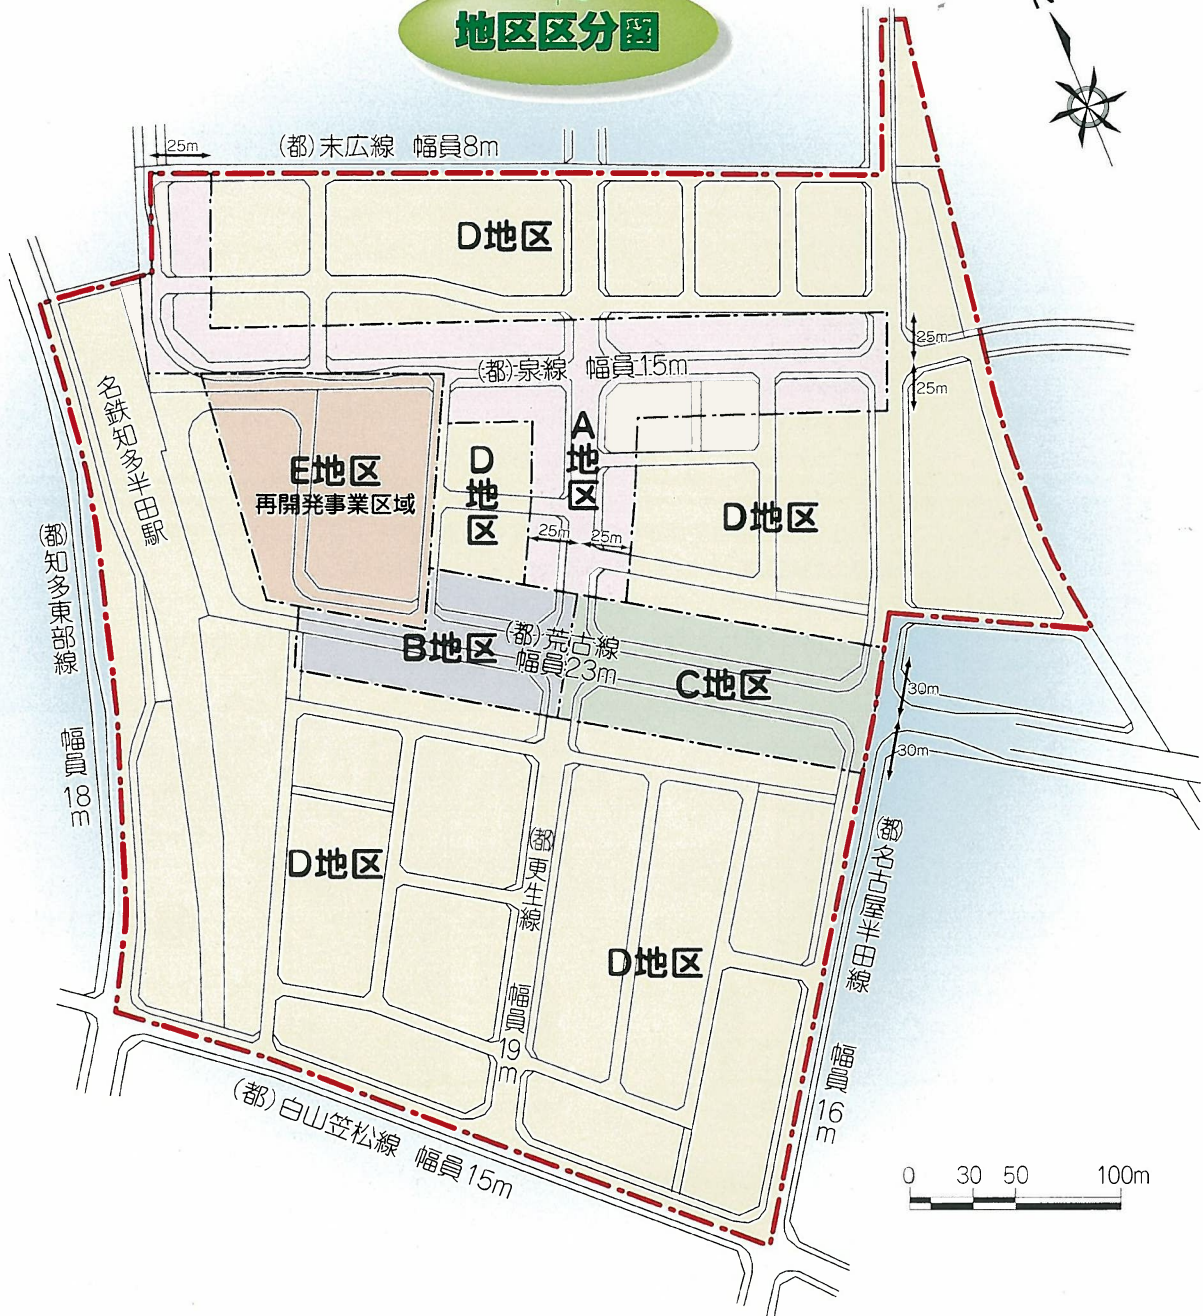 地区区分図
N
25m
(都)末広線 幅員8m
D地区
25m
(都)泉線 幅員15m
25m
名鉄知多半田駅
A地区
E地区
再開発事業区域
D地区
D地区
25m
25m
(都)知多東部線 幅員18m
B地区
(都)荒古線
幅員23m
C地区
30m
30m
D地区
(都)更生線 幅員19m
(都)名古屋半田線 幅員16m
D地区
(都)白山笠松線 幅員15m
0 30 50 100m